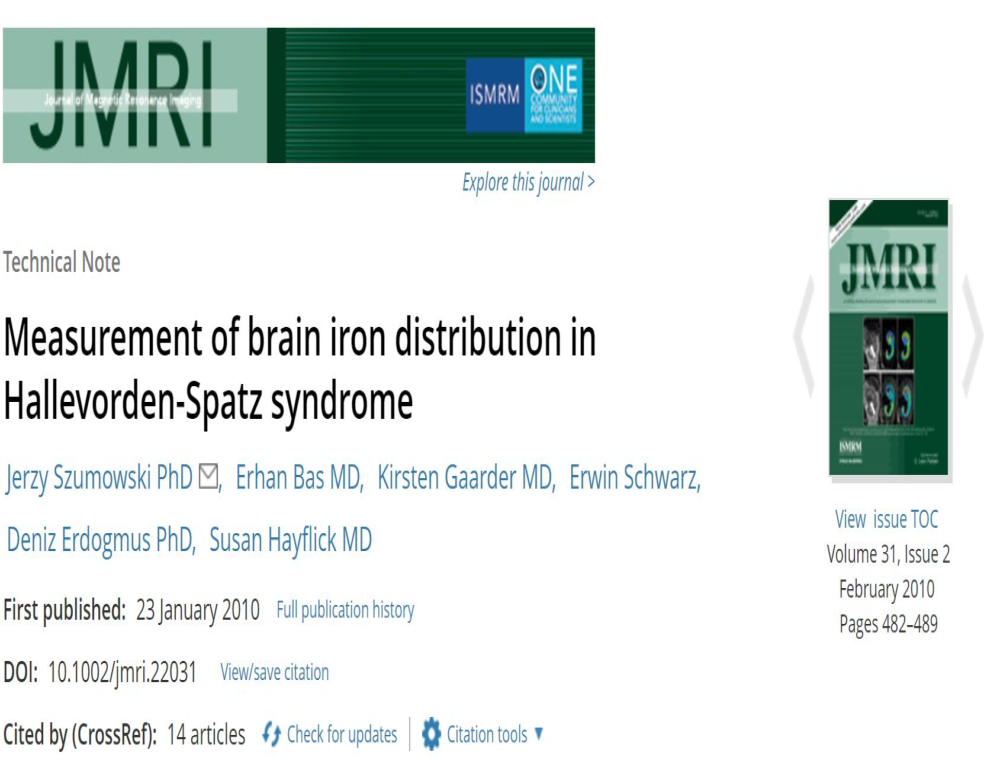 JMRI
Journal of Magnetic Resonance Imaging
ISMRM
ONE
COMMUNITY
FOR CLINICIANS
AND SCIENTISTS
Explore this journal >
Technical Note
Measurement of brain iron distribution in
Hallevorden-Spatz syndrome
Jerzy Szumowski PhD, Erhan Bas MD, Kirsten Gaarder MD, Erwin Schwarz,
Deniz Erdogmus PhD, Susan Hayflick MD
First published: 23 January 2010 Full publication history
DOI: 10.1002/jmri.22031 View/save citation
Cited by (CrossRef): 14 articles Check for updates Citation tools ▼
JMRI
ISMRM
View issue TOC
Volume 31, Issue 2
February 2010
Pages 482–489